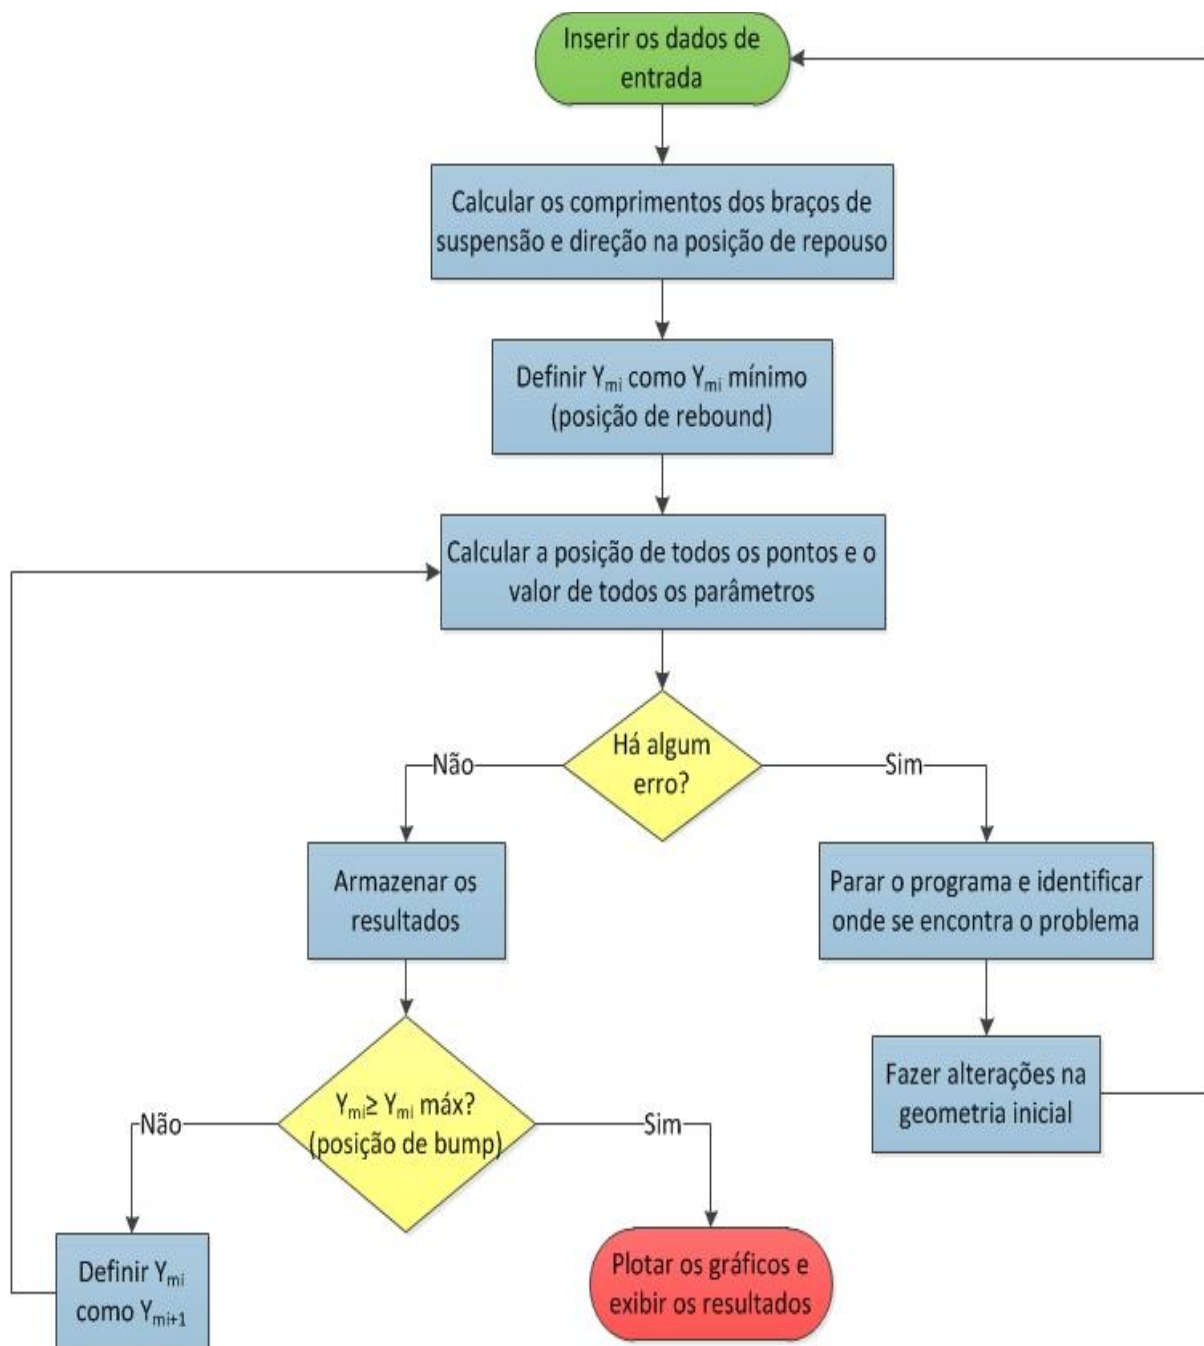 Inserir os dados de
entrada
Calcular os comprimentos dos braços de
suspensão e direção na posição de repouso
Definir Yₘᵢ como Yₘᵢ mínimo
(posição de rebound)
Calcular a posição de todos os pontos e o
valor de todos os parâmetros
Há algum
erro?
Não
Sim
Armazenar os
resultados
Parar o programa e identificar
onde se encontra o problema
Fazer alterações na
geometria inicial
Yₘᵢ≥ Yₘᵢ máx?
(posição de bump)
Não
Sim
Definir Yₘᵢ
como Yₘᵢ₊₁
Plotar os gráficos e
exibir os resultados